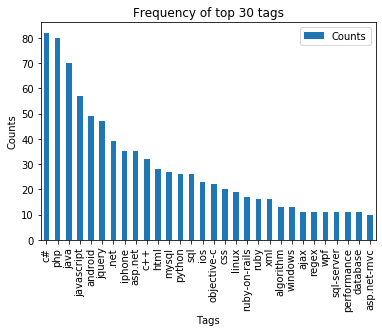 Frequency of top 30 tags
Counts
80
70
60
50
40
30
20
10
0
Counts
c#
php
java
javascript
android
jquery
.net
iphone
asp.net
c++
html
mysql
python
sql
ios
objective-c
css
linux
ruby-on-rails
ruby
xml
algorithm
windows
ajax
regex
wpf
sql-server
performance
database
asp.net-mvc
Tags